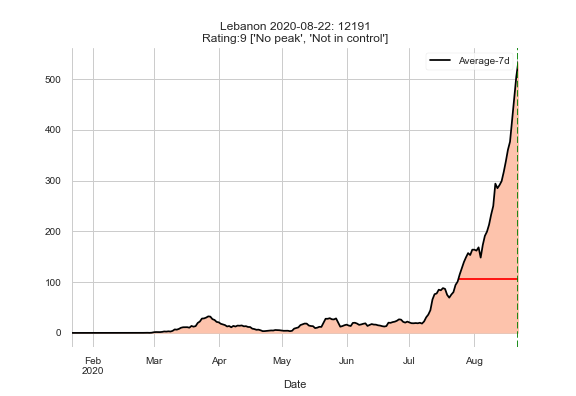 Lebanon 2020-08-22: 12191
Rating:9 ['No peak', 'Not in control']
Average-7d
500
400
300
200
100
0
Feb Mar Apr May Jun Jul Aug
2020
Date